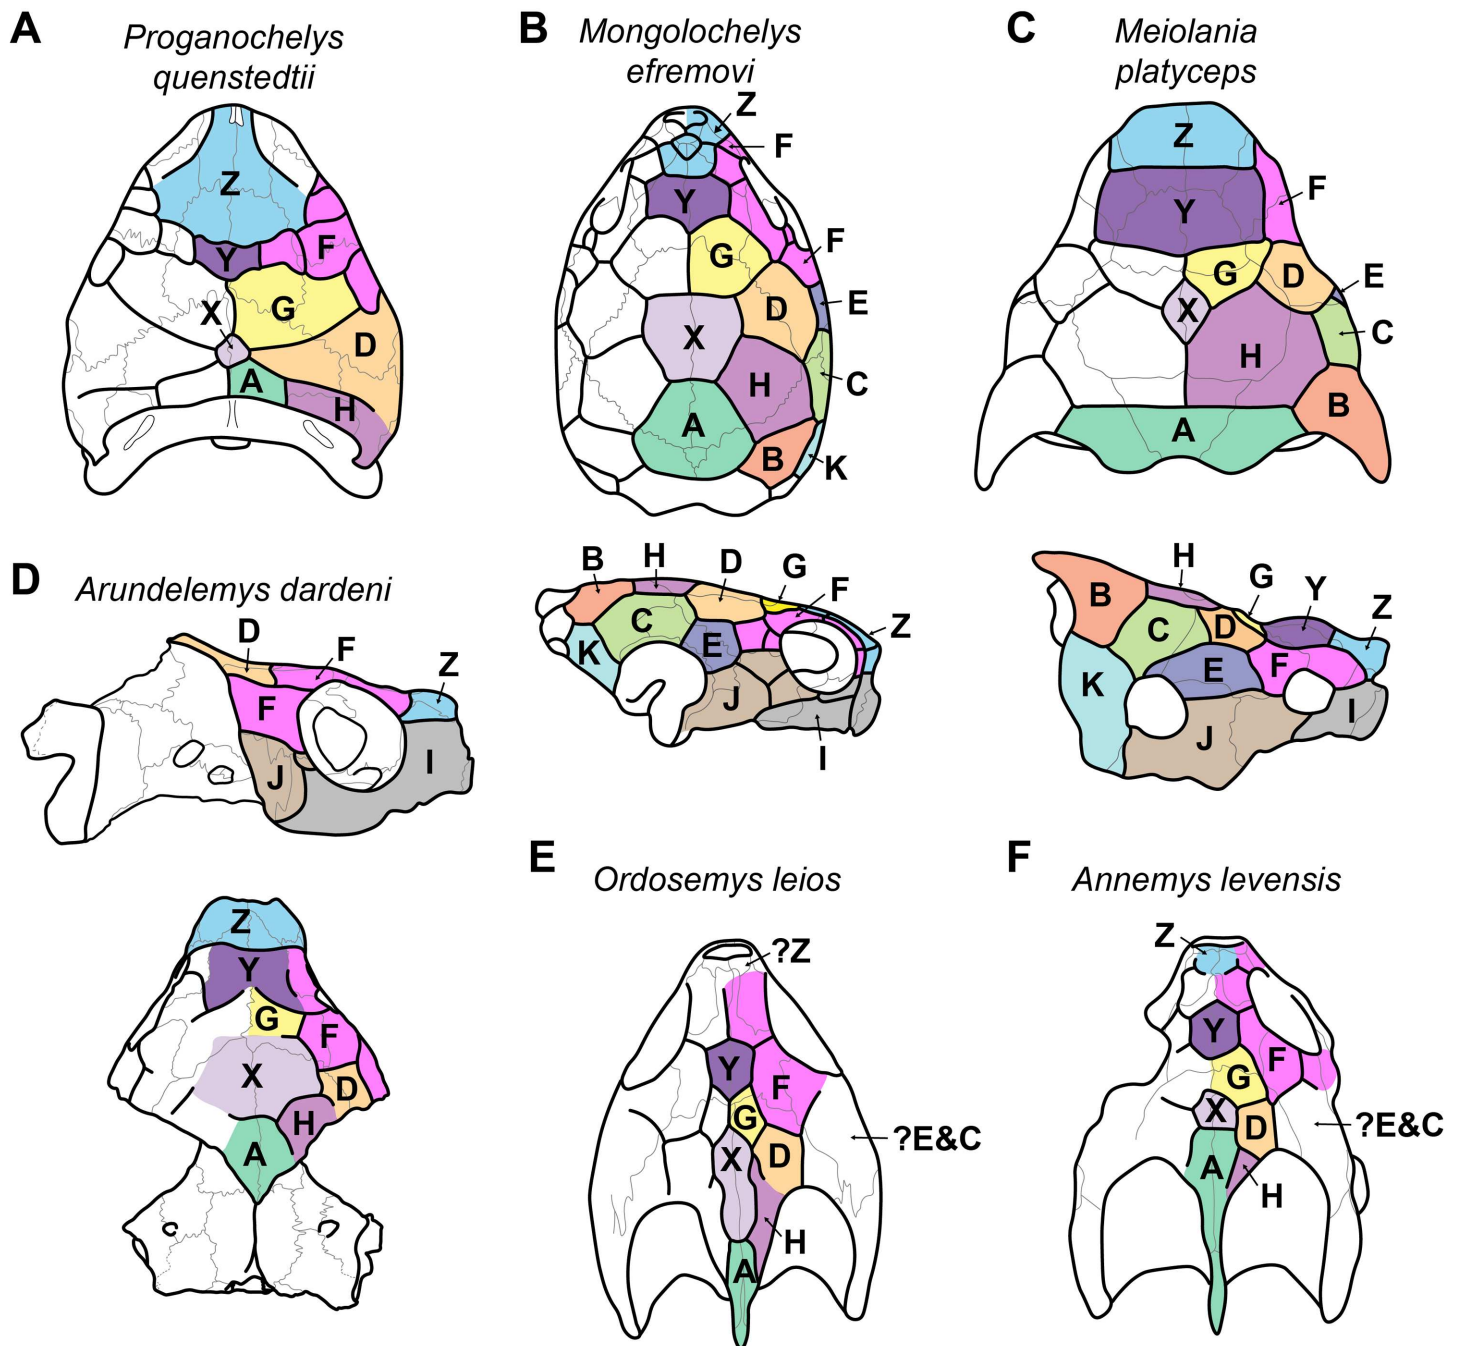 A
Proganochelys
quenstedtii
Z
F
Y
X
G
D
A
H
B
Mongolochelys
efremovi
Z
F
Y
G
F
D
E
X
H
C
A
B
K
B
H
D
G
F
C
E
Z
K
J
I
C
Meiolania
platyceps
Z
F
Y
G
D
E
X
C
H
B
A
H
G
Y
B
Z
C
D
E
F
K
I
J
D
Arundelemys dardeni
D
F
Z
F
J
I
Z
Y
G
F
X
D
H
A
E
Ordosemys leios
?Z
Y
F
G
?E&C
X
D
H
A
F
Annemys levensis
Z
Y
F
G
X
D
?E&C
A
H